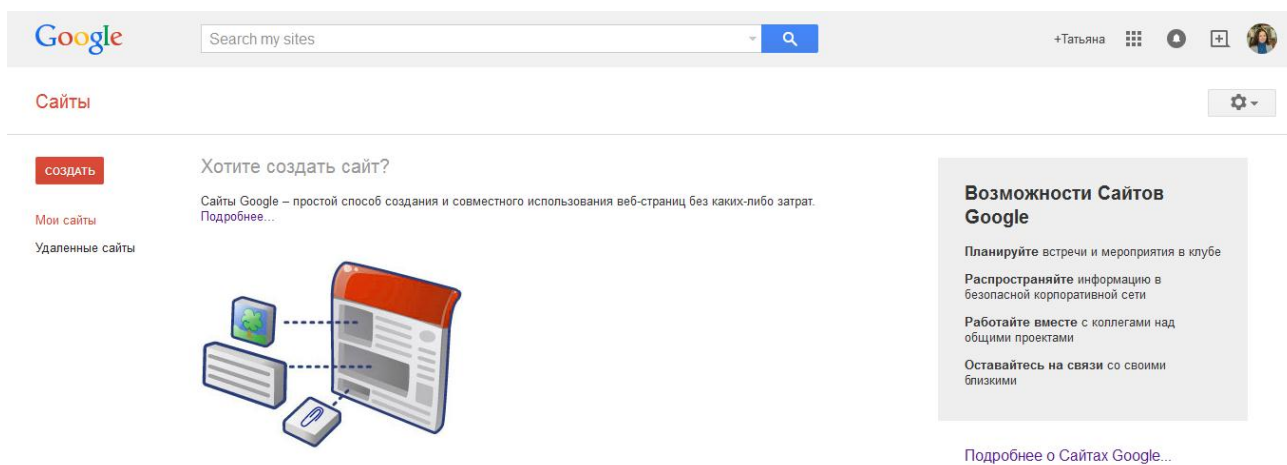 Google
Search my sites
+Татьяна
Сайты
СОЗДАТЬ
Мои сайты
Удаленные сайты
Хотите создать сайт?
Сайты Google – простой способ создания и совместного использования веб-страниц без каких-либо затрат.
Подробнее...
Возможности Сайтов
Google
Планируйте встречи и мероприятия в клубе
Распространяйте информацию в
безопасной корпоративной сети
Работайте вместе с коллегами над
общими проектами
Оставайтесь на связи со своими
близкими
Подробнее о Сайтах Google...